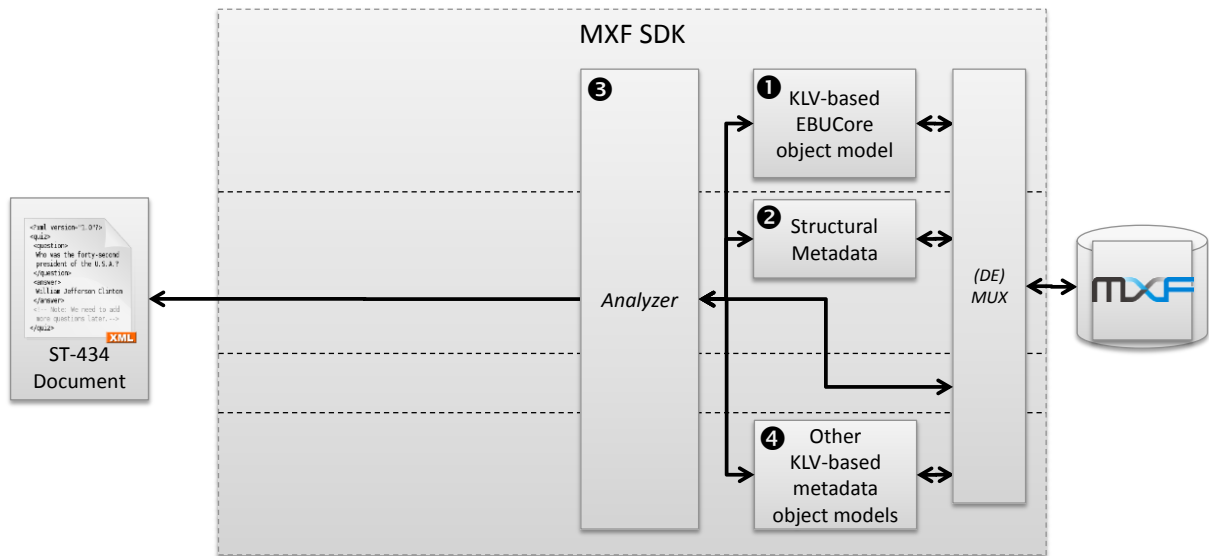 MXF SDK
❸
Analyzer
❶
KLV-based
EBUCore
object model
❷
Structural
Metadata
❹
Other
KLV-based
metadata
object models
(DE)
MUX
MXF
<?xml version="1.0"?>
<quiz>
<question>
Who was the forty-second
president of the U.S.A.?
</question>
<answer>
William Jefferson Clinton
</answer>
<!-- Note: We need to add
more questions later.-->
</quiz>
XML
ST-434
Document